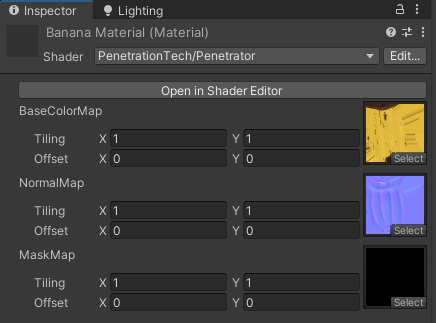 Inspector Lighting
Banana Material (Material)
Shader PenetrationTech/Penetrator Edit...
Open in Shader Editor
BaseColorMap
Tiling X 1 Y 1
Offset X 0 Y 0
Select
NormalMap
Tiling X 1 Y 1
Offset X 0 Y 0
Select
MaskMap
Tiling X 1 Y 1
Offset X 0 Y 0
Select